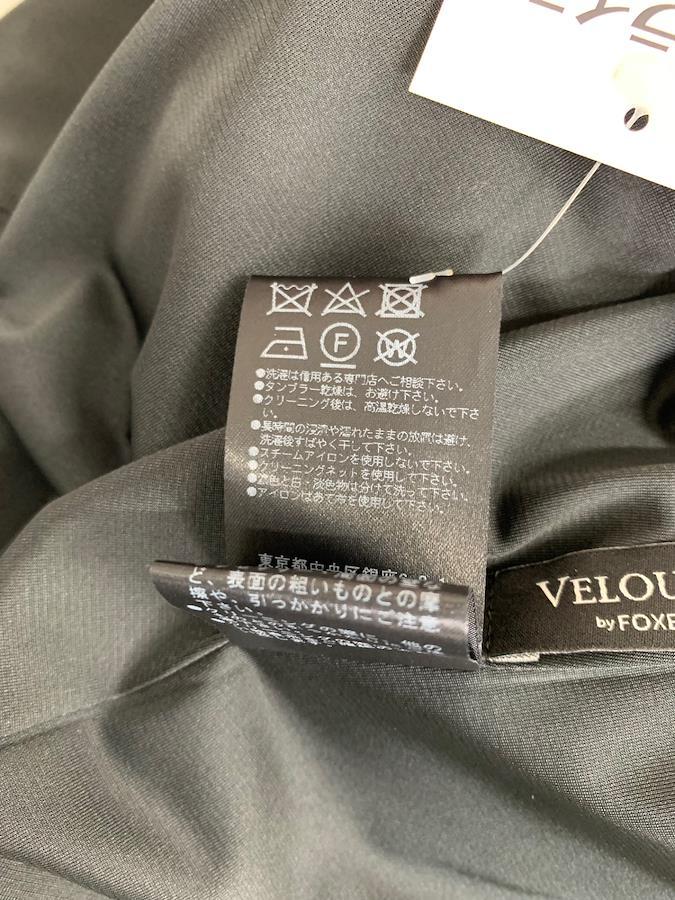 ライ
F
W
●洗濯は信用ある専門店へご相談下さい。
●タンブラー乾燥は、お避け下さい。
●クリーニング後は、高温乾燥しないで下さ
い。
●長時間の浸漬や濡れたままの放置は避け、
洗濯後すばやく干して下さい。
●スチームアイロンを使用しないで下さい。
●クリーニングネットを使用して下さい。
●濃色と白・淡色物は分けて洗って下さい。
●アイロンはあて布を使用して下さい。
東京都中央区銀座
ど、表面の粗いものとの摩
擦や、引っかかりにご注意
下さい。
VELOU
by FOXE